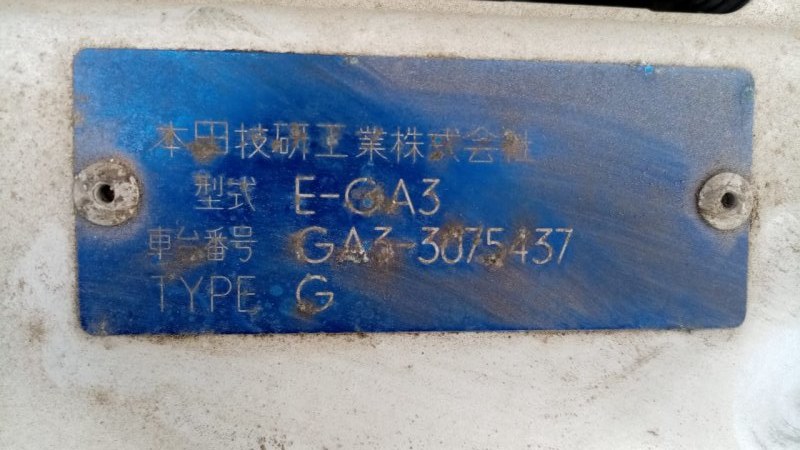 本田技研工業株式会社
型式 E-GA3
車台番号 GA3-3075437
TYPE G